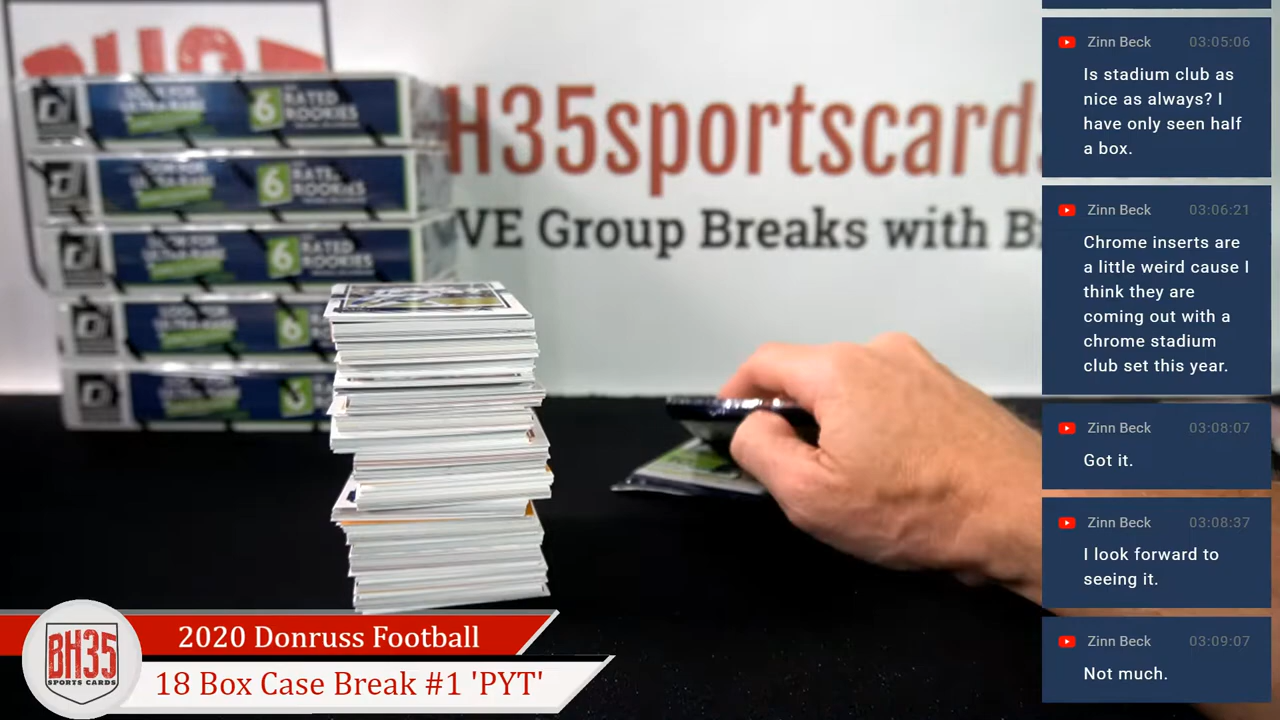 6 RATED
ROOKIES
6 RATED
ROOKIES
6 RATED
ROOKIES
6
H35sportscards
VE Group Breaks with B
Zinn Beck 03:05:06
Is stadium club as
nice as always? I
have only seen half
a box.
Zinn Beck 03:06:21
Chrome inserts are
a little weird cause I
think they are
coming out with a
chrome stadium
club set this year.
Zinn Beck 03:08:07
Got it.
Zinn Beck 03:08:37
I look forward to
seeing it.
Zinn Beck 03:09:07
Not much.
BH35
SPORTS CARDS
2020 Donruss Football
18 Box Case Break #1 'PYT'